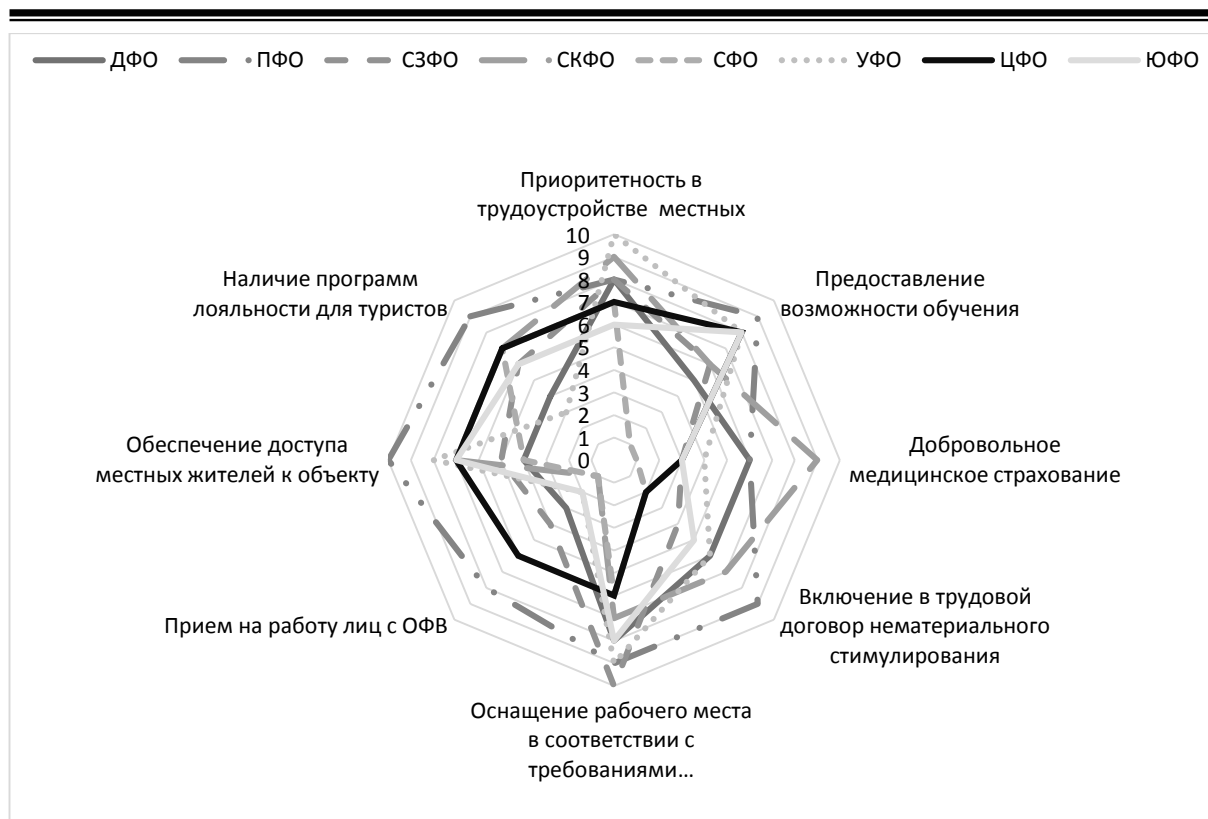 ДФО ПФО СЗФО СКФО СФО УФО ЦФО ЮФО
Приоритетность в
трудоустройстве местных
Предоставление
возможности обучения
Добровольное
медицинское страхование
Включение в трудовой
договор нематериального
стимулирования
Оснащение рабочего места
в соответствии с
требованиями...
Прием на работу лиц с ОФВ
Обеспечение доступа
местных жителей к объекту
Наличие программ
лояльности для туристов
10
9
8
7
6
5
4
3
2
1
0